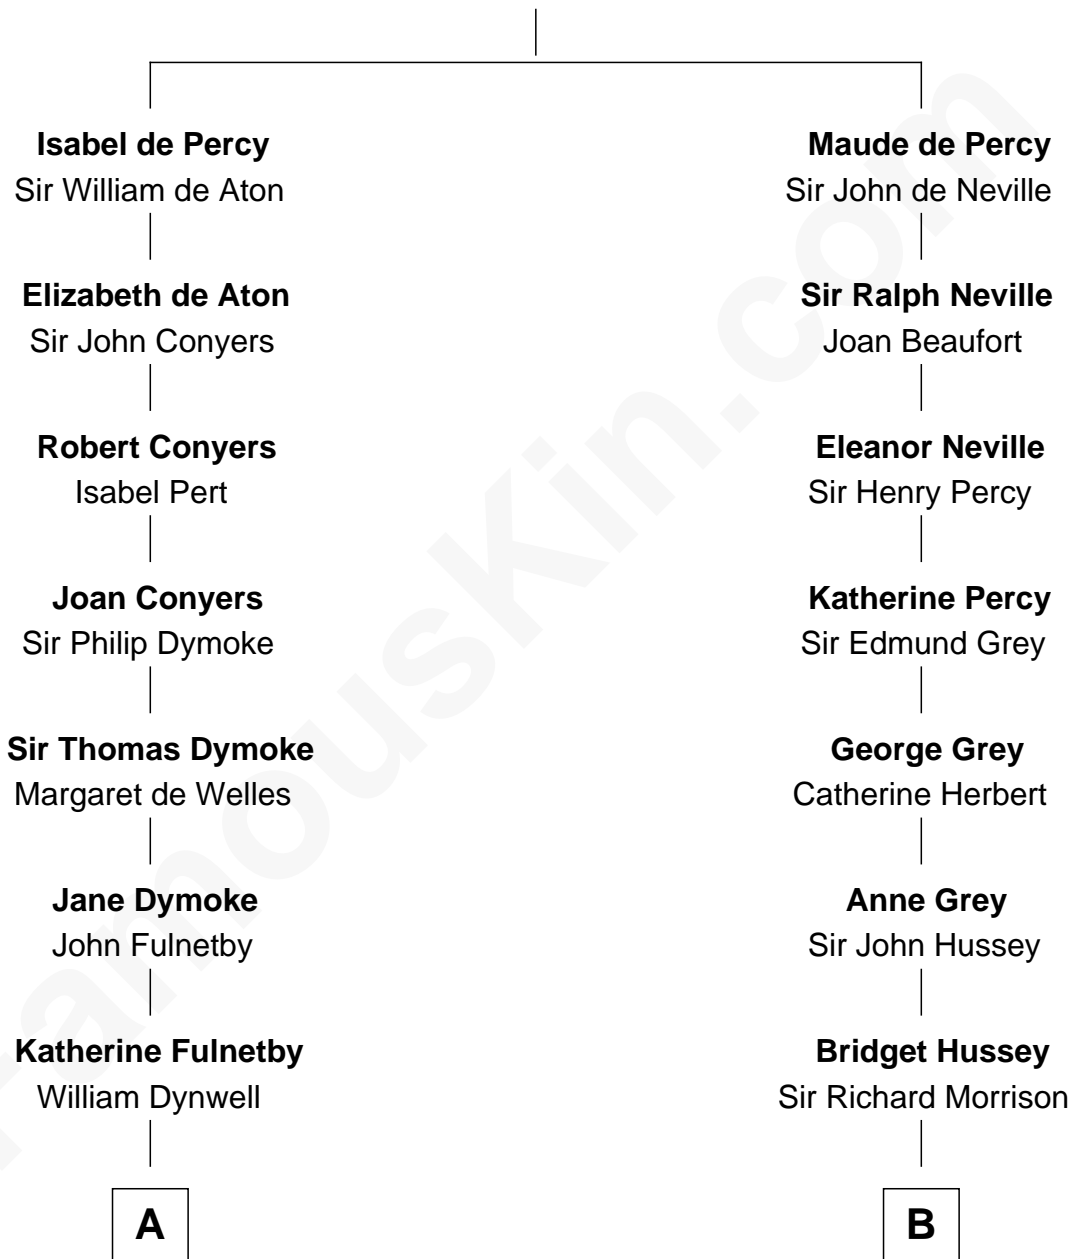 Isabel de Percy
Sir William de Aton
Elizabeth de Aton
Sir John Conyers
Robert Conyers
Isabel Pert
Joan Conyers
Sir Philip Dymoke
Sir Thomas Dymoke
Margaret de Welles
Jane Dymoke
John Fulnetby
Katherine Fulnetby
William Dynwell
A
Maude de Percy
Sir John de Neville
Sir Ralph Neville
Joan Beaufort
Eleanor Neville
Sir Henry Percy
Katherine Percy
Sir Edmund Grey
George Grey
Catherine Herbert
Anne Grey
Sir John Hussey
Bridget Hussey
Sir Richard Morrison
B
FamousKin.com